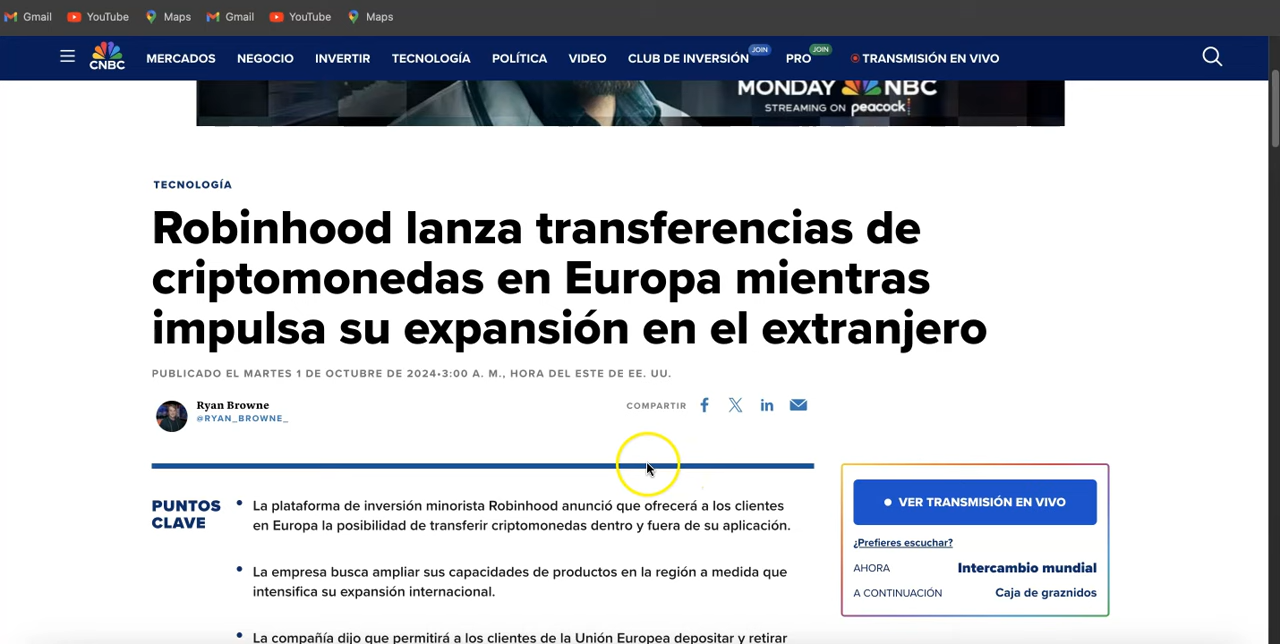 Gmail YouTube Maps Gmail YouTube Maps
CNBC MERCADOS NEGOCIO INVERTIR TECNOLOGÍA POLÍTICA VIDEO CLUB DE INVERSIÓN JOIN PRO JOIN TRANSMISIÓN EN VIVO
MONDAY NBC
STREAMING ON peacock
TECNOLOGÍA
Robinhood lanza transferencias de
criptomonedas en Europa mientras
impulsa su expansión en el extranjero
PUBLICADO EL MARTES 1 DE OCTUBRE DE 2024•3:00 A. M., HORA DEL ESTE DE EE. UU.
Ryan Browne
@RYAN_BROWNE_
COMPARTIR
PUNTOS
CLAVE
• La plataforma de inversión minorista Robinhood anunció que ofrecerá a los clientes
en Europa la posibilidad de transferir criptomonedas dentro y fuera de su aplicación.
• La empresa busca ampliar sus capacidades de productos en la región a medida que
intensifica su expansión internacional.
• La compañía dijo que permitirá a los clientes de la Unión Europea depositar y retirar
VER TRANSMISIÓN EN VIVO
¿Prefieres escuchar?
AHORA Intercambio mundial
A CONTINUACIÓN Caja de graznidos